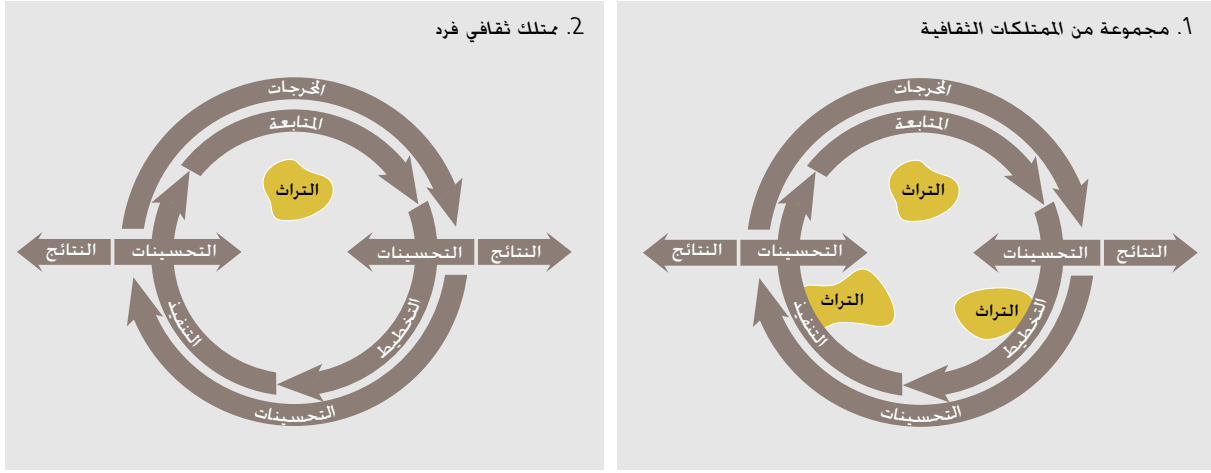 1. مجموعة من الممتلكات الثقافية
المخرجات
المتابعة
التراث
النتائج
التحسينات
التحسينات
النتائج
التراث
التراث
التخطيط
التنفيذ
التحسينات
2. ممتلك ثقافي فرد
المخرجات
المتابعة
التراث
النتائج
التحسينات
التحسينات
النتائج
التخطيط
التنفيذ
التحسينات